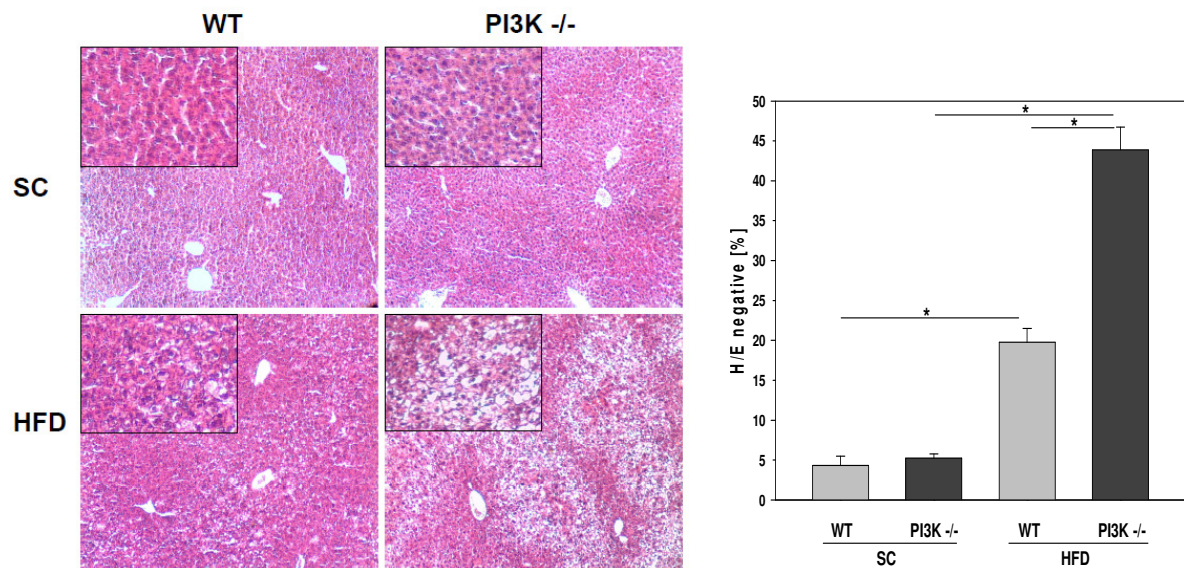 WT PI3K -/-
SC
HFD
50
45
40
35
30
25
20
15
10
5
0
H/E negative [%]
*
*
*
WT PI3K -/- WT PI3K -/-
SC HFD